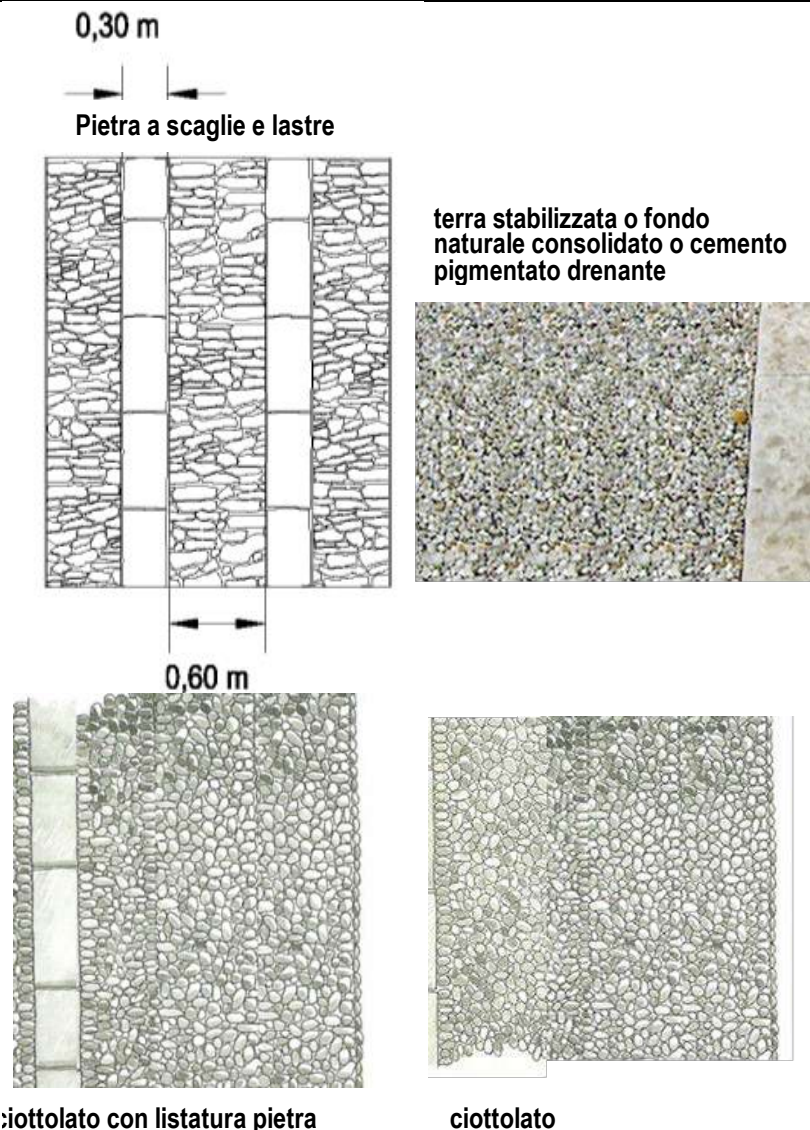 0,30 m
Pietra a scaglie e lastre
terra stabilizzata o fondo
naturale consolidato o cemento
pigmentato drenante
0,60 m
ciottolato con listatura pietra
ciottolato